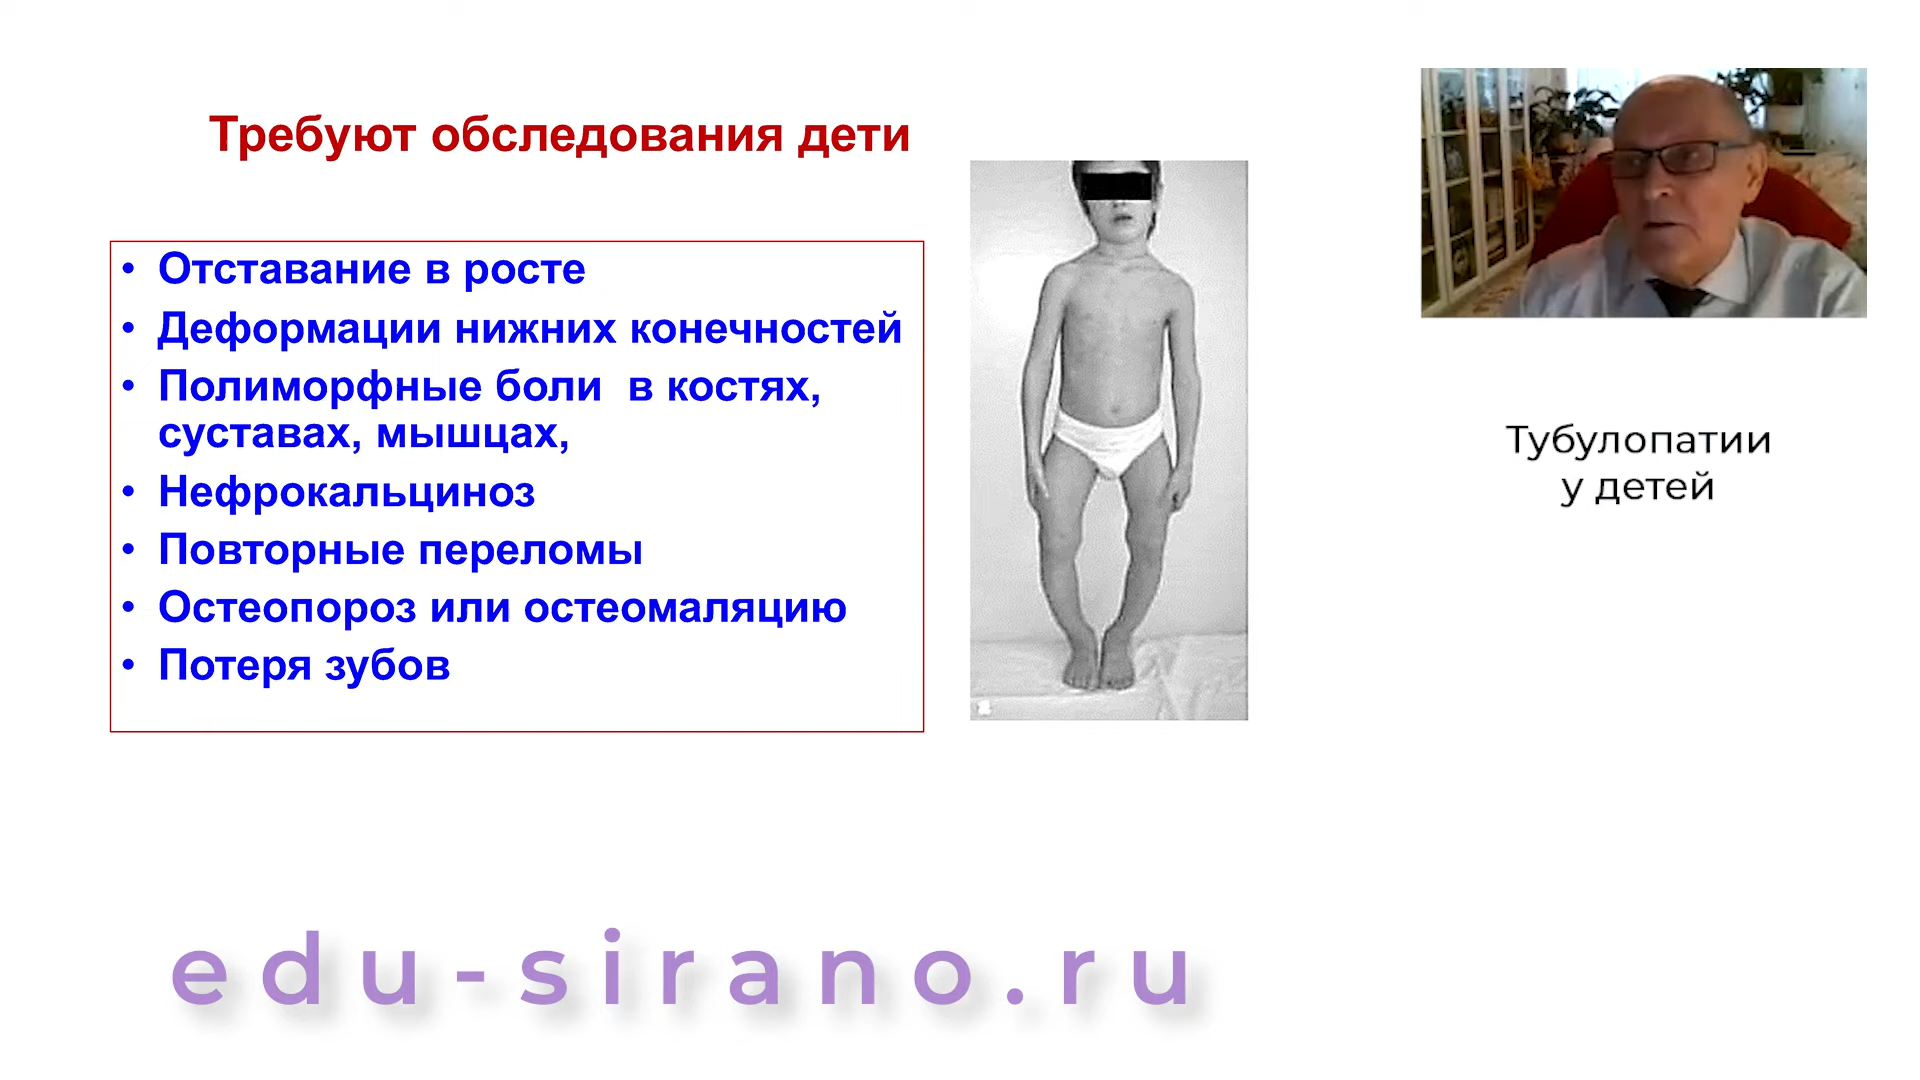 Требуют обследования дети
• Отставание в росте
• Деформации нижних конечностей
• Полиморфные боли  в костях,
суставах, мышцах,
• Нефрокальциноз
• Повторные переломы
• Остеопороз или остеомаляцию
• Потеря зубов
Тубулопатии
у детей
edu-sirano.ru